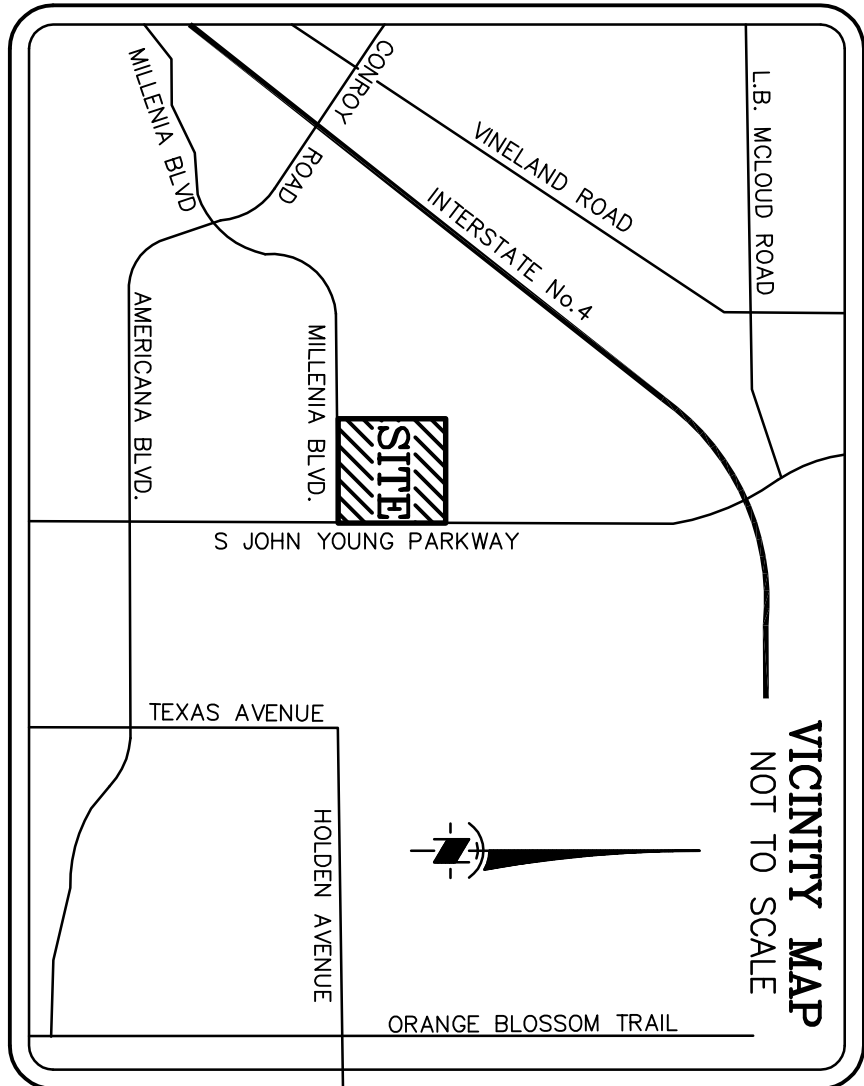 VICINITY MAP
NOT TO SCALE
L.B. MCLOUD ROAD
VINELAND ROAD
INTERSTATE No.4
CONROY
ROAD
MILLENIA BLVD
MILLENIA BLVD.
AMERICANA BLVD.
SITE
S JOHN YOUNG PARKWAY
TEXAS AVENUE
HOLDEN AVENUE
ORANGE BLOSSOM TRAIL
N